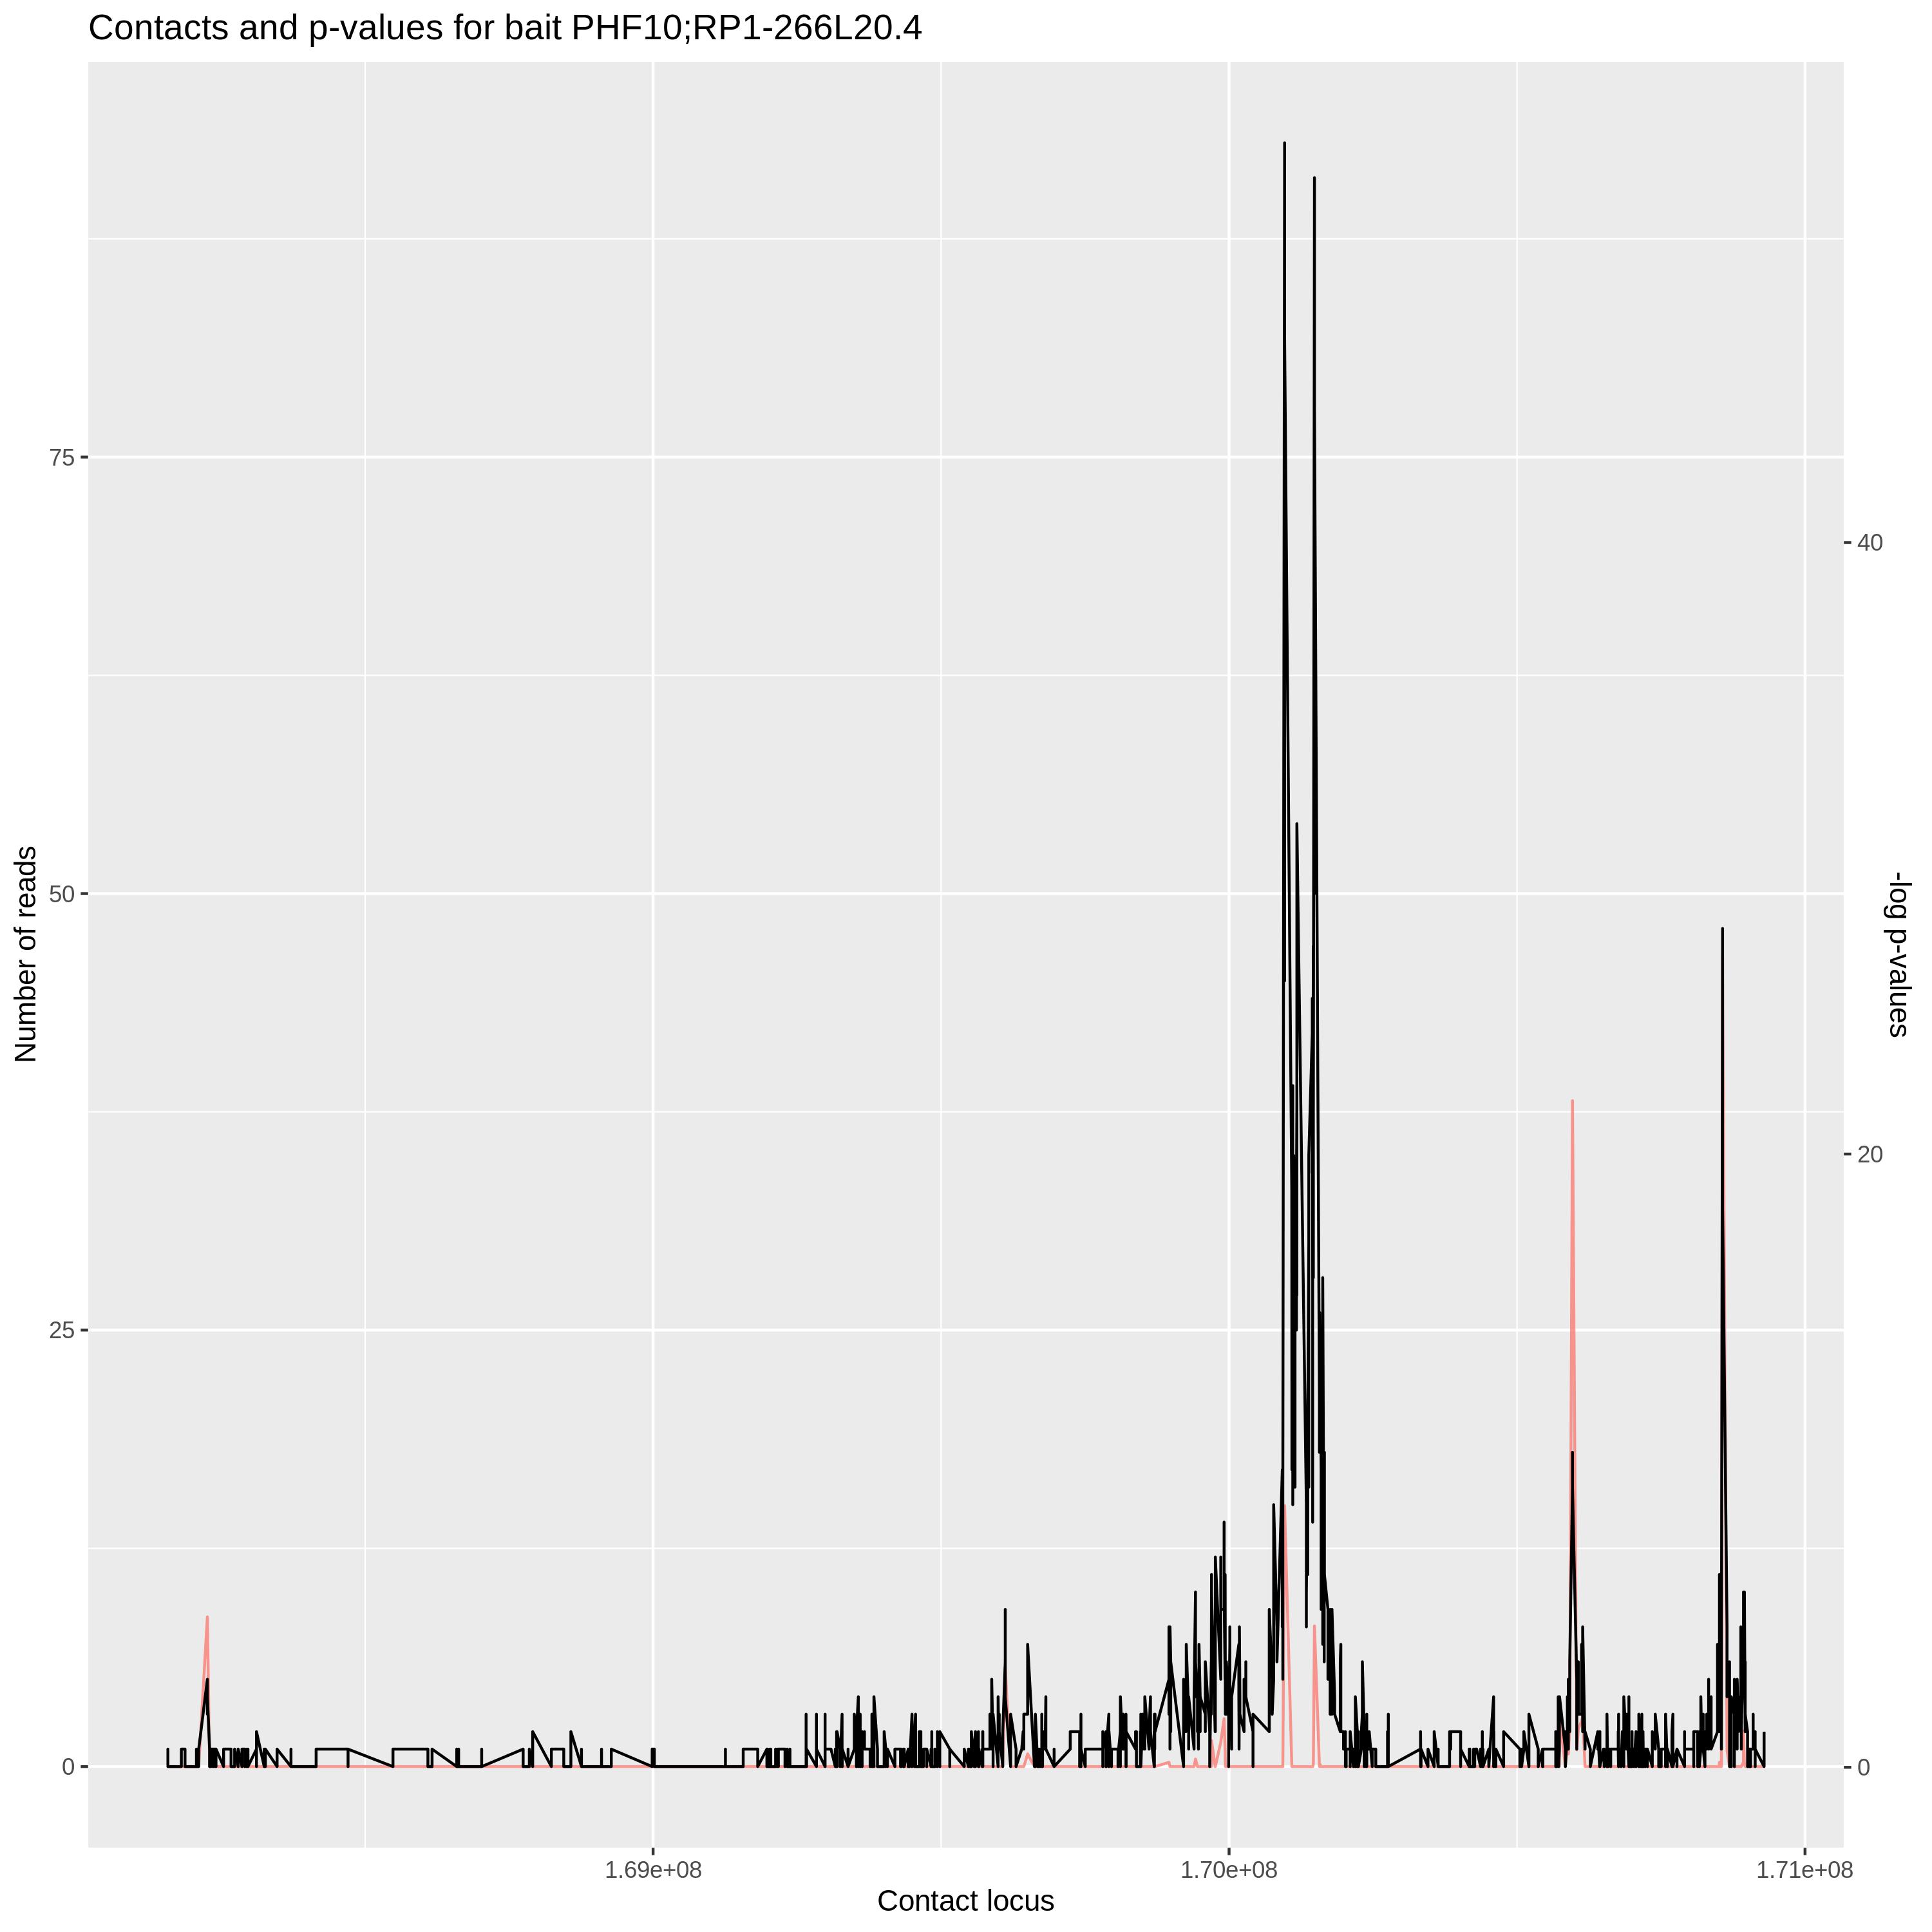 Contacts and p-values for bait PHF10;RP1-266L20.4
75
50
25
0
Number of reads
40
20
0
-log p-values
1.69e+08
1.70e+08
1.71e+08
Contact locus